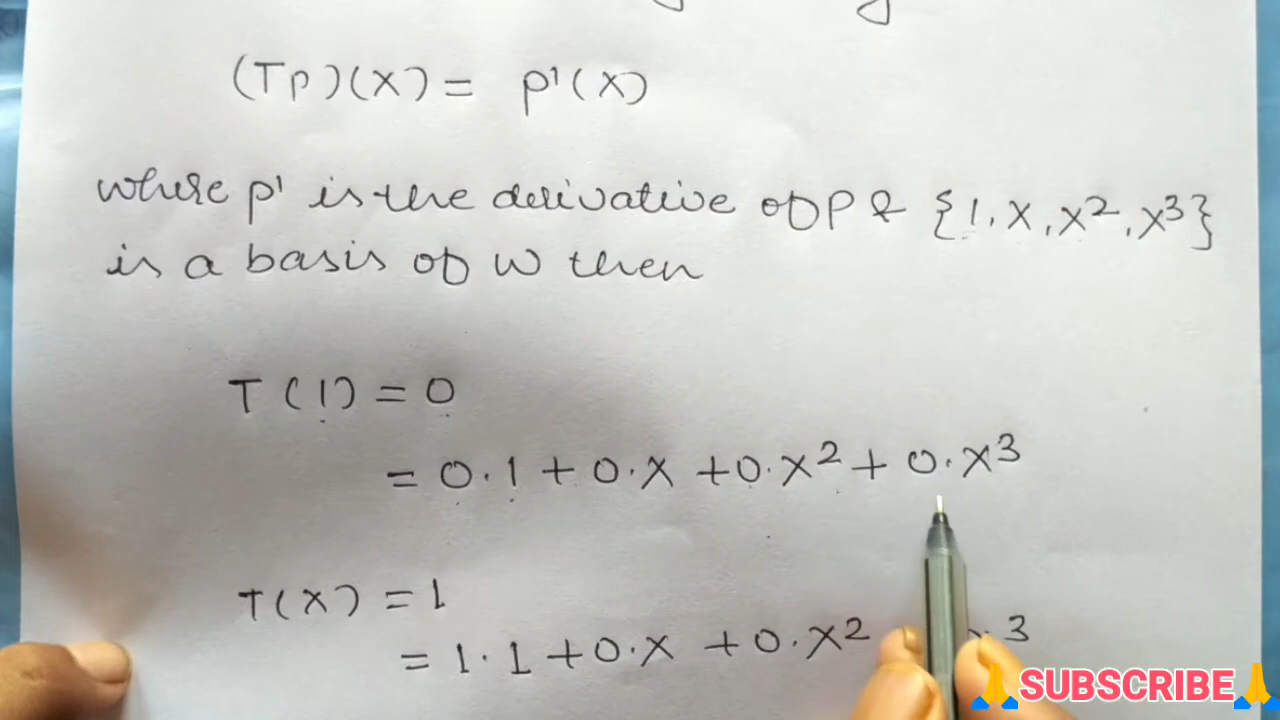 (Tp)(x) = p'(x)
where p' is the derivative of P & {1, x, x², x³}
is a basis of W then
T(1) = 0
= 0·1 + 0·x + 0·x² + 0·x³
T(x) = 1
= 1·1 + 0·x + 0·x² x³
🙏SUBSCRIBE🙏